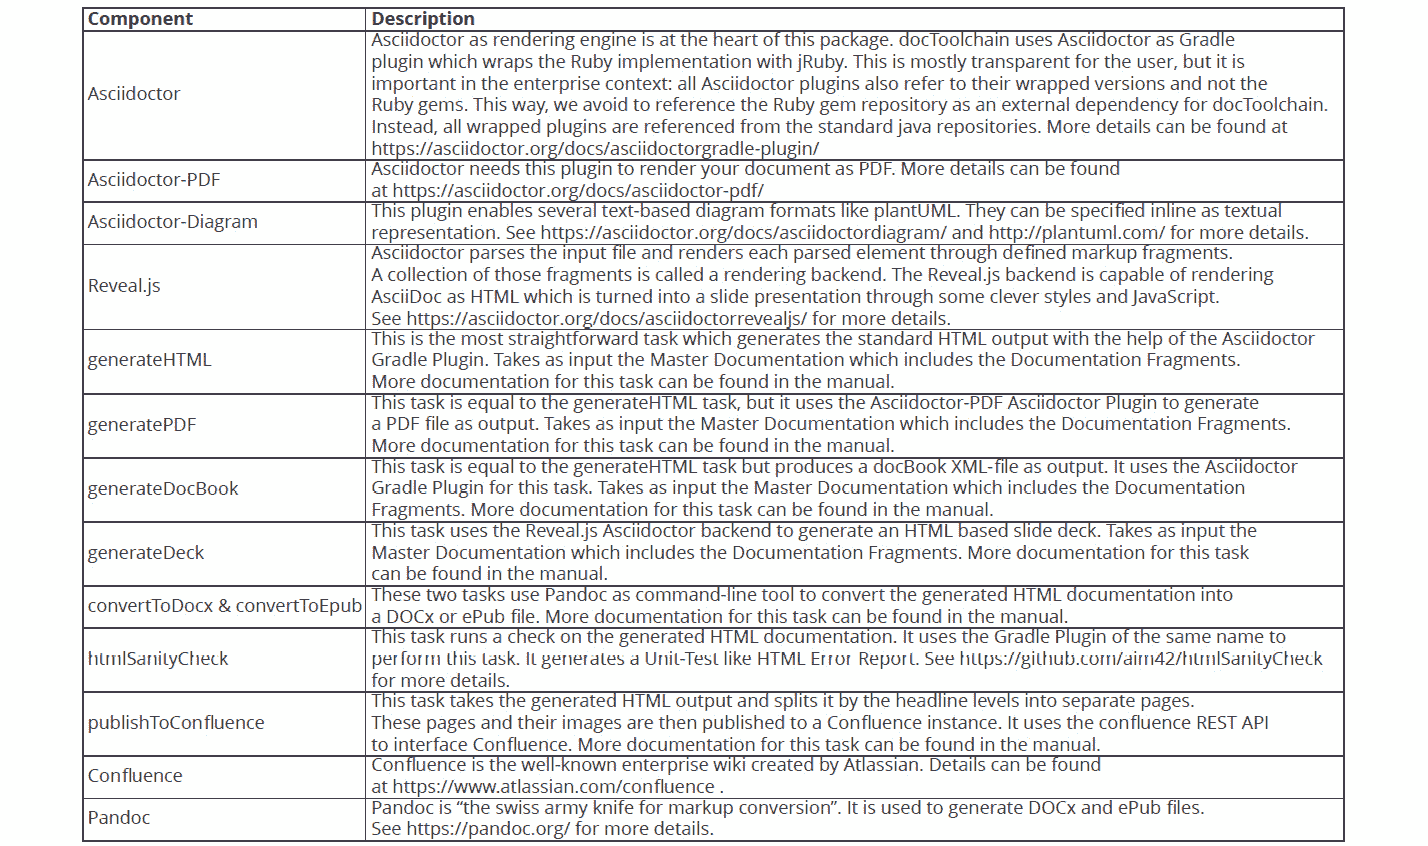 Component Description
Asciidoctor
Asciidoctor as rendering engine is at the heart of this package. docToolchain uses Asciidoctor as Gradle
plugin which wraps the Ruby implementation with jRuby. This is mostly transparent for the user, but it is
important in the enterprise context: all Asciidoctor plugins also refer to their wrapped versions and not the
Ruby gems. This way, we avoid to reference the Ruby gem repository as an external dependency for docToolchain.
Instead, all wrapped plugins are referenced from the standard java repositories. More details can be found at
https://asciidoctor.org/docs/asciidoctorgradle-plugin/
Asciidoctor-PDF
Asciidoctor needs this plugin to render your document as PDF. More details can be found
at https://asciidoctor.org/docs/asciidoctor-pdf/
Asciidoctor-Diagram
This plugin enables several text-based diagram formats like plantUML. They can be specified inline as textual
representation. See https://asciidoctor.org/docs/asciidoctordiagram/ and http://plantuml.com/ for more details.
Reveal.js
Asciidoctor parses the input file and renders each parsed element through defined markup fragments.
A collection of those fragments is called a rendering backend. The Reveal.js backend is capable of rendering
AsciiDoc as HTML which is turned into a slide presentation through some clever styles and JavaScript.
See https://asciidoctor.org/docs/asciidoctorrevealjs/ for more details.
generateHTML
This is the most straightforward task which generates the standard HTML output with the help of the Asciidoctor
Gradle Plugin. Takes as input the Master Documentation which includes the Documentation Fragments.
More documentation for this task can be found in the manual.
generatePDF
This task is equal to the generateHTML task, but it uses the Asciidoctor-PDF Asciidoctor Plugin to generate
a PDF file as output. Takes as input the Master Documentation which includes the Documentation Fragments.
More documentation for this task can be found in the manual.
generateDocBook
This task is equal to the generateHTML task but produces a docBook XML-file as output. It uses the Asciidoctor
Gradle Plugin for this task. Takes as input the Master Documentation which includes the Documentation
Fragments. More documentation for this task can be found in the manual.
generateDeck
This task uses the Reveal.js Asciidoctor backend to generate an HTML based slide deck. Takes as input the
Master Documentation which includes the Documentation Fragments. More documentation for this task
can be found in the manual.
convertToDocx & convertToEpub
These two tasks use Pandoc as command-line tool to convert the generated HTML documentation into
a DOCx or ePub file. More documentation for this task can be found in the manual.
htmlSanityCheck
This task runs a check on the generated HTML documentation. It uses the Gradle Plugin of the same name to
perform this task. It generates a Unit-Test like HTML Error Report. See https://github.com/aim42/htmlSanityCheck
for more details.
publishToConfluence
This task takes the generated HTML output and splits it by the headline levels into separate pages.
These pages and their images are then published to a Confluence instance. It uses the confluence REST API
to interface Confluence. More documentation for this task can be found in the manual.
Confluence
Confluence is the well-known enterprise wiki created by Atlassian. Details can be found
at https://www.atlassian.com/confluence .
Pandoc
Pandoc is “the swiss army knife for markup conversion”. It is used to generate DOCx and ePub files.
See https://pandoc.org/ for more details.